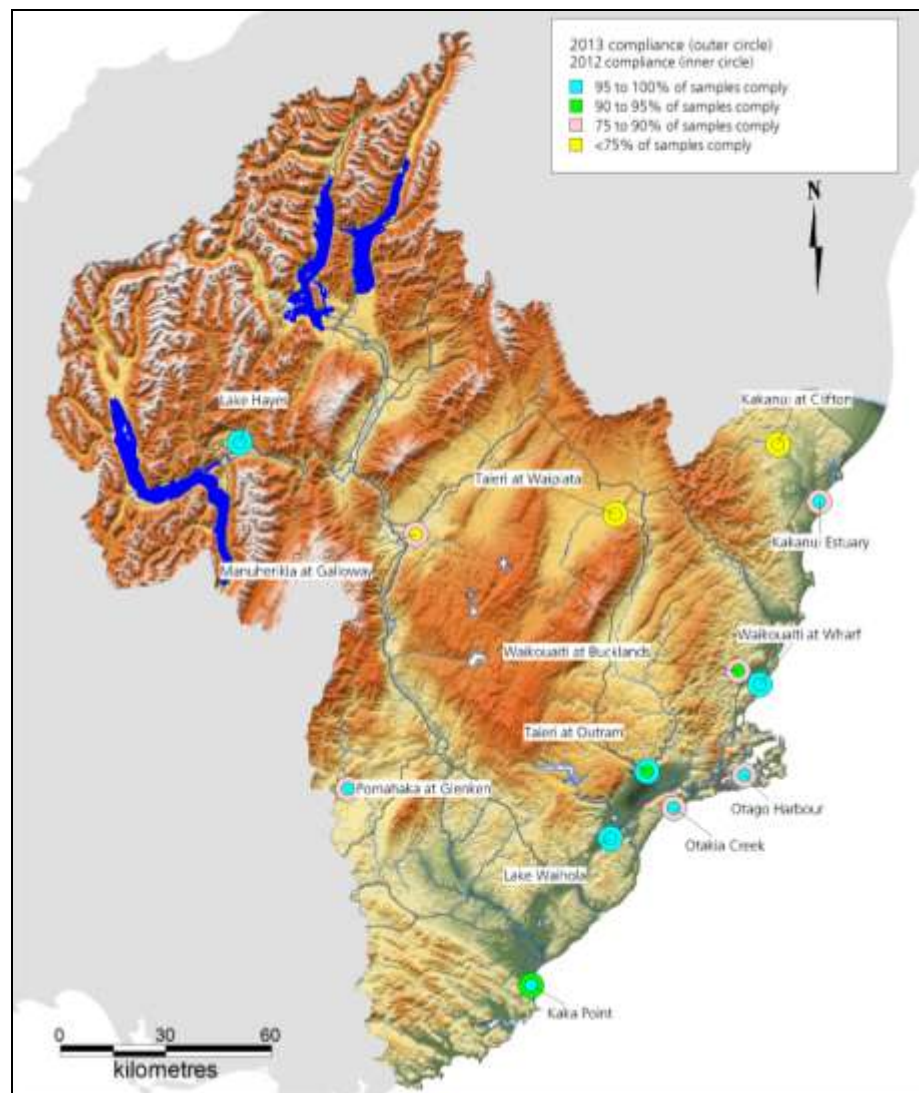 2013 compliance (outer circle)
2012 compliance (inner circle)
95 to 100% of samples comply
90 to 95% of samples comply
75 to 90% of samples comply
<75% of samples comply
N
Lake Hayes
Kakanui at Clifton
Taieri at Waipiata
Kakanui Estuary
Manuherikia at Galloway
Waikouaiti at Wharf
Waikouaiti at Bucklands
Taieri at Outram
Pomahaka at Glenken
Otago Harbour
Otakia Creek
Lake Waihola
Kaka Point
0 30 60
kilometres